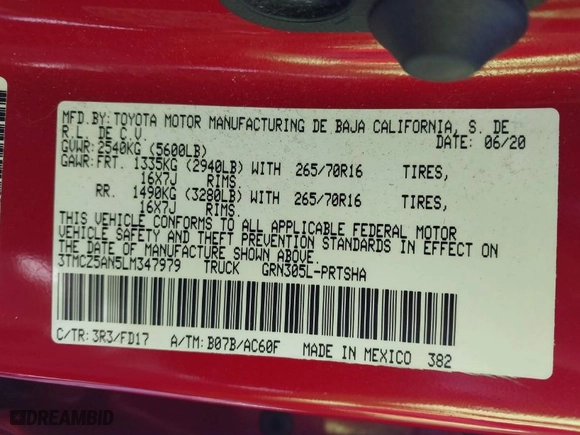 MFD.BY: TOYOTA MOTOR MANUFACTURING DE BAJA CALIFORNIA, S. DE
R.L. DE C.V. DATE: 06/20
GVWR: 2540KG (5600LB)
GAWR: FRT. 1335KG (2940LB) WITH 265/70R16 TIRES,
16X7J RIMS.
RR. 1490KG (3280LB) WITH 265/70R16 TIRES,
16X7J RIMS.
THIS VEHICLE CONFORMS TO ALL APPLICABLE FEDERAL MOTOR
VEHICLE SAFETY AND THEFT PREVENTION STANDARDS IN EFFECT ON
THE DATE OF MANUFACTURE SHOWN ABOVE.
3TMCZ5AN5LM347979 TRUCK GRN305L-PRTSHA
C/TR: 3R3/FD17 A/TM: B07B/AC60F MADE IN MEXICO 382
DREAMBID